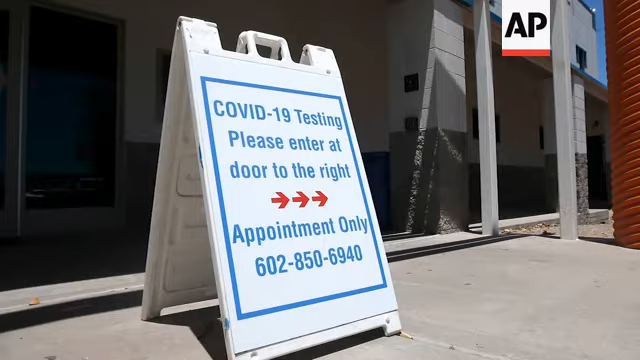 AP
COVID-19 Testing
Please enter at
door to the right
Appointment Only
602-850-6940